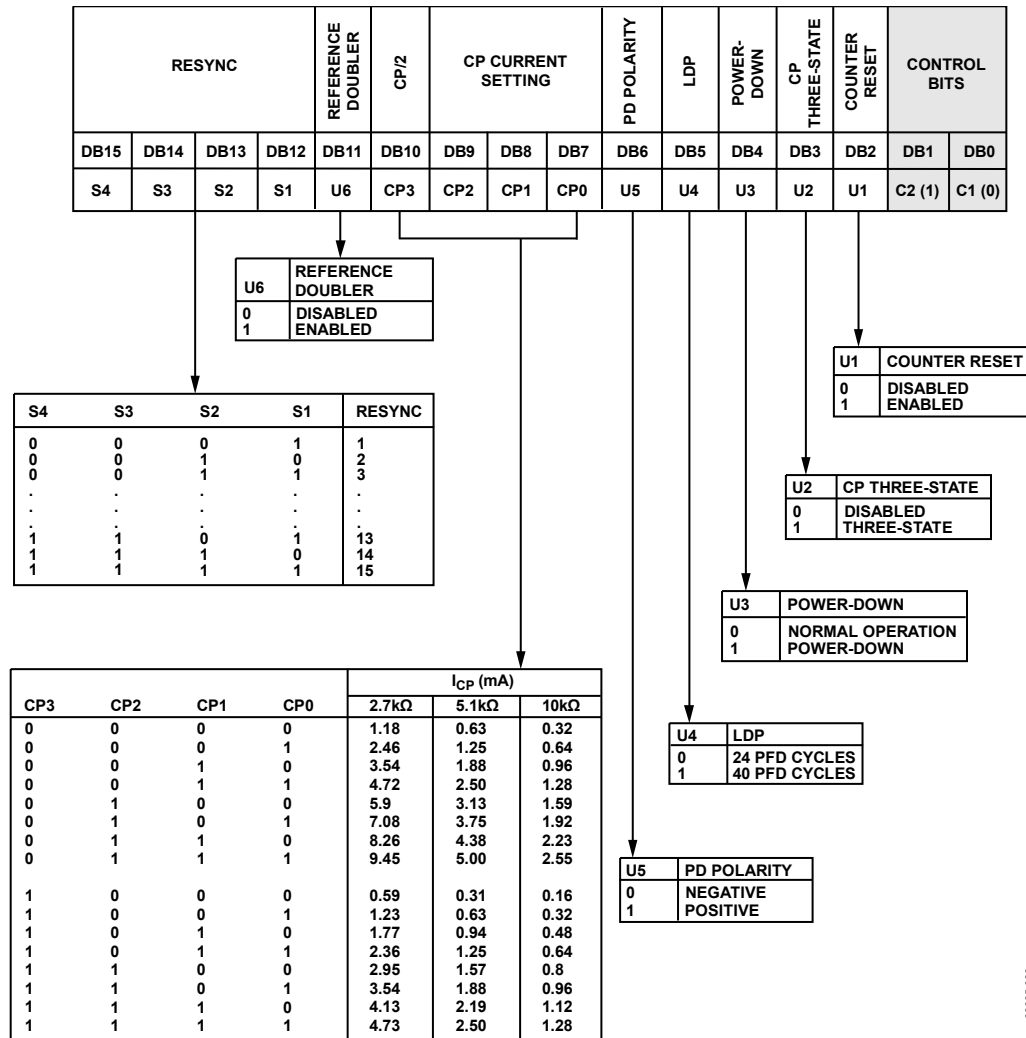 RESYNC
REFERENCE DOUBLER
CP/2
CP CURRENT SETTING
PD POLARITY
LDP
POWER-DOWN
CP THREE-STATE
COUNTER RESET
CONTROL BITS
DB15 DB14 DB13 DB12 DB11 DB10 DB9 DB8 DB7 DB6 DB5 DB4 DB3 DB2 DB1 DB0
S4 S3 S2 S1 U6 CP3 CP2 CP1 CP0 U5 U4 U3 U2 U1 C2 (1) C1 (0)
U6 REFERENCE DOUBLER
0 DISABLED
1 ENABLED
U1 COUNTER RESET
0 DISABLED
1 ENABLED
S4 S3 S2 S1 RESYNC
0 0 0 1 1
0 0 1 0 2
0 0 1 1 3
. . . . .
. . . . .
. . . . .
1 1 0 1 13
1 1 1 0 14
1 1 1 1 15
U2 CP THREE-STATE
0 DISABLED
1 THREE-STATE
U3 POWER-DOWN
0 NORMAL OPERATION
1 POWER-DOWN
ICP (mA)
CP3 CP2 CP1 CP0 2.7kΩ 5.1kΩ 10kΩ
0 0 0 0 1.18 0.63 0.32
0 0 0 1 2.46 1.25 0.64
0 0 1 0 3.54 1.88 0.96
0 0 1 1 4.72 2.50 1.28
0 1 0 0 5.9 3.13 1.59
0 1 0 1 7.08 3.75 1.92
0 1 1 0 8.26 4.38 2.23
0 1 1 1 9.45 5.00 2.55
1 0 0 0 0.59 0.31 0.16
1 0 0 1 1.23 0.63 0.32
1 0 1 0 1.77 0.94 0.48
1 0 1 1 2.36 1.25 0.64
1 1 0 0 2.95 1.57 0.8
1 1 0 1 3.54 1.88 0.96
1 1 1 0 4.13 2.19 1.12
1 1 1 1 4.73 2.50 1.28
U4 LDP
0 24 PFD CYCLES
1 40 PFD CYCLES
U5 PD POLARITY
0 NEGATIVE
1 POSITIVE